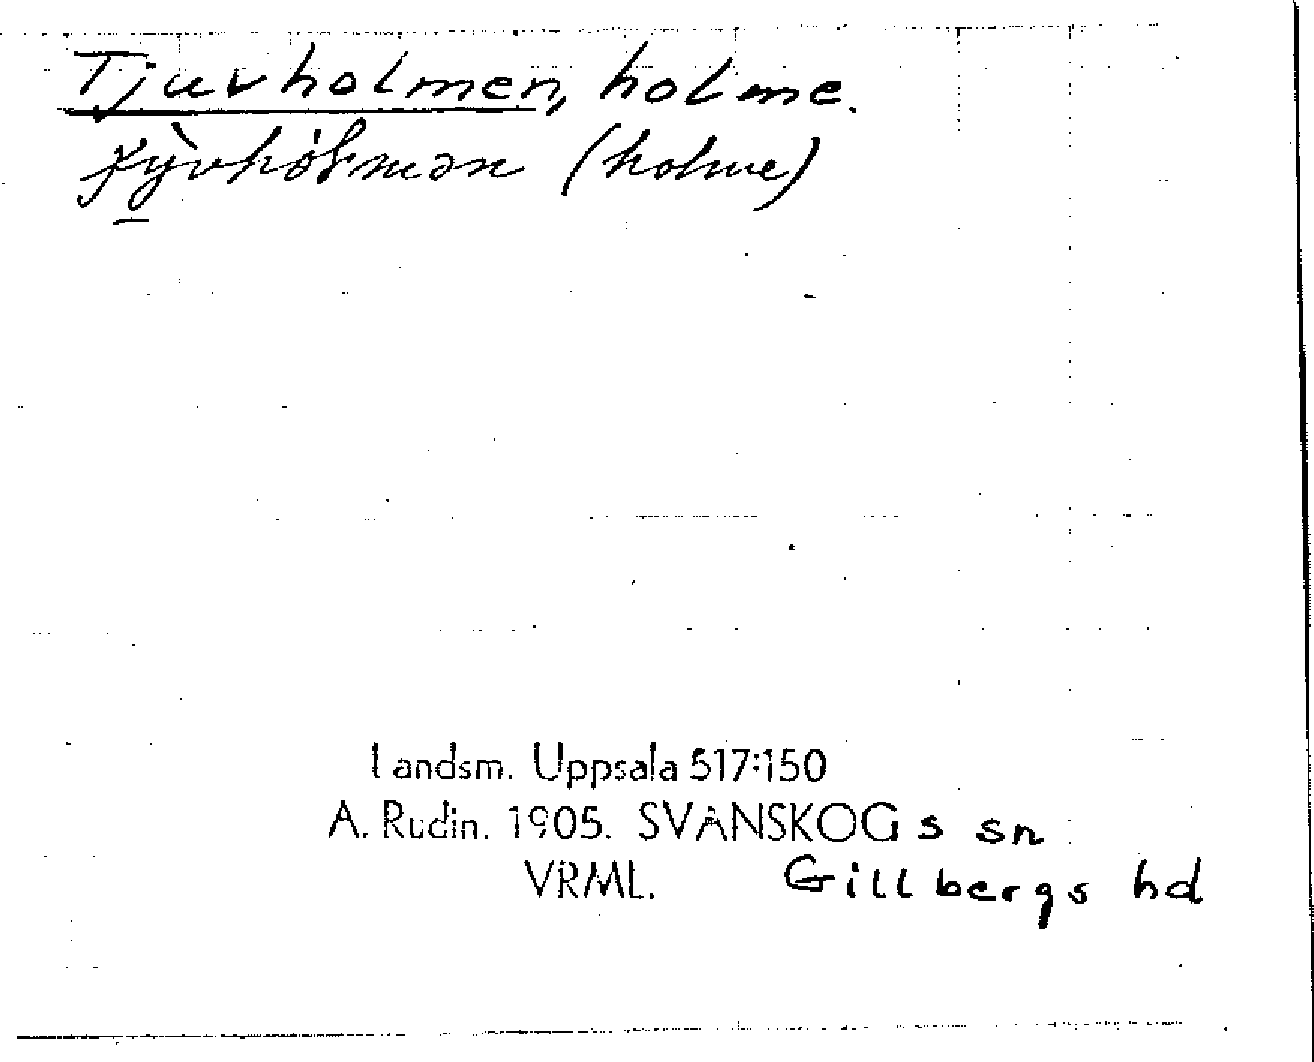 Tjuvholmen, holme.
(holme)
Landsm. Uppsala 517:150
A. Rudin. 1905. SVANSKOGs sn
VRML. Gillbergs hd